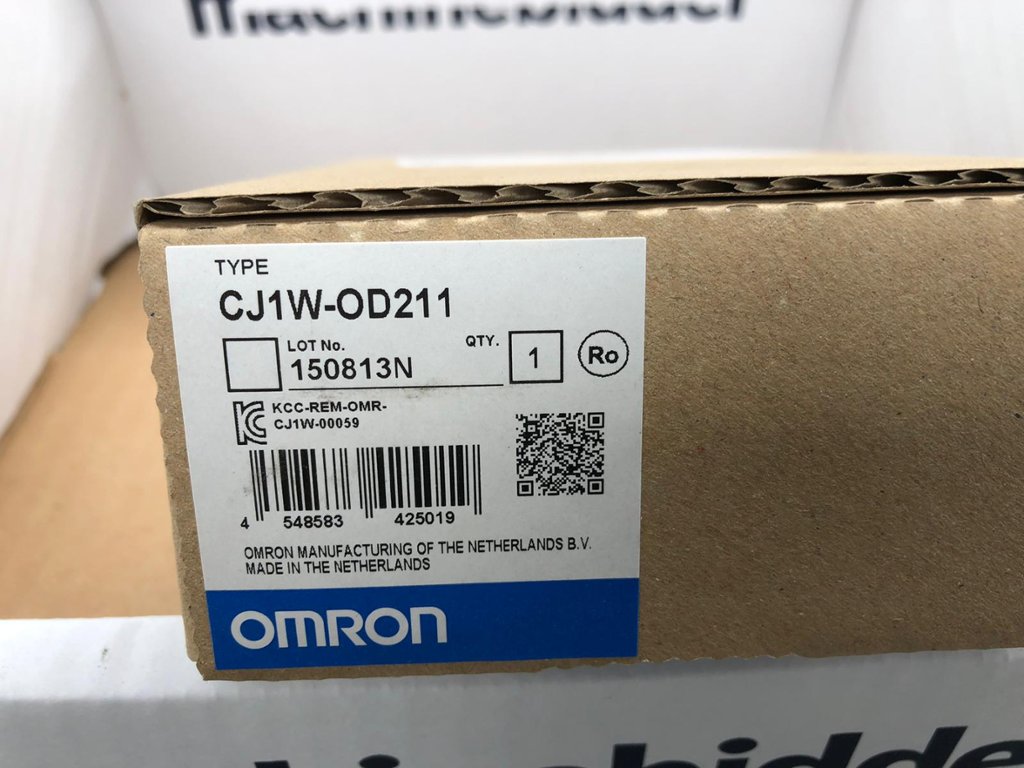 Machinebidder
TYPE
CJ1W-OD211
LOT No.
150813N
QTY.
1
Ro
KCC-REM-OMR-
CJ1W-00059
4 548583 425019
OMRON MANUFACTURING OF THE NETHERLANDS B.V.
MADE IN THE NETHERLANDS
OMRON